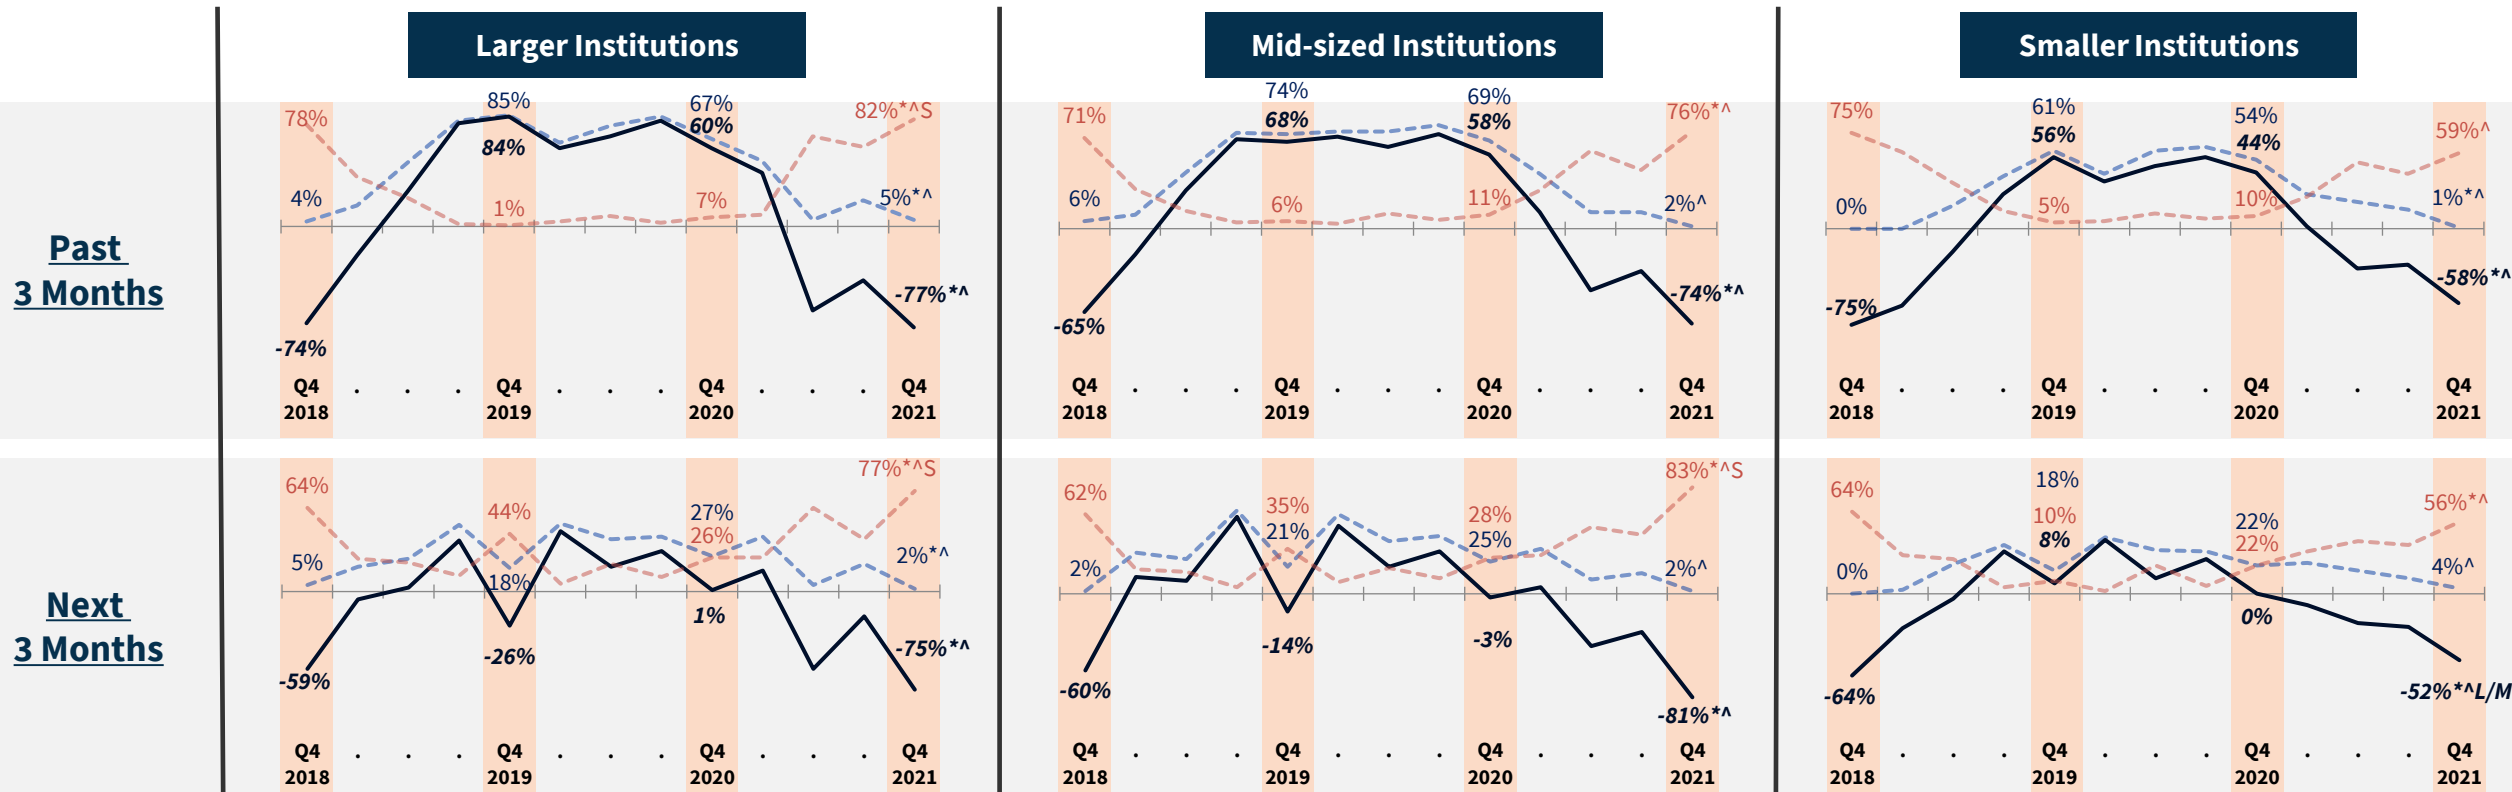 Larger Institutions
Mid-sized Institutions
Smaller Institutions
Past
3 Months
78%
4%
-74%
85%
84%
1%
67%
60%
7%
82%*^S
5%*^
-77%*^
Q4 . . . Q4 . . . Q4 . . . Q4
2018 2019 2020 2021
71%
6%
-65%
74%
68%
6%
69%
58%
11%
76%*^
2%^
-74%*^
Q4 . . . Q4 . . . Q4 . . . Q4
2018 2019 2020 2021
75%
0%
-75%
61%
56%
5%
54%
44%
10%
59%^
1%*^
-58%*^
Q4 . . . Q4 . . . Q4 . . . Q4
2018 2019 2020 2021
Next
3 Months
64%
5%
-59%
44%
18%
-26%
27%
26%
1%
77%*^S
2%*^
-75%*^
Q4 . . . Q4 . . . Q4 . . . Q4
2018 2019 2020 2021
62%
2%
-60%
35%
21%
-14%
28%
25%
-3%
83%*^S
2%^
-81%*^
Q4 . . . Q4 . . . Q4 . . . Q4
2018 2019 2020 2021
64%
0%
-64%
18%
10%
8%
22%
22%
0%
56%*^
4%^
-52%*^L/M
Q4 . . . Q4 . . . Q4 . . . Q4
2018 2019 2020 2021